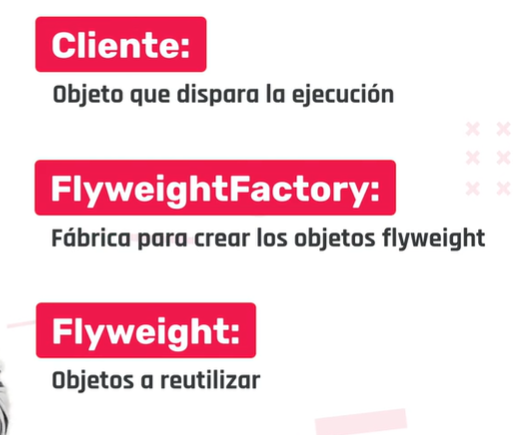 Cliente:
Objeto que dispara la ejecución
FlyweightFactory:
Fábrica para crear los objetos flyweight
Flyweight:
Objetos a reutilizar